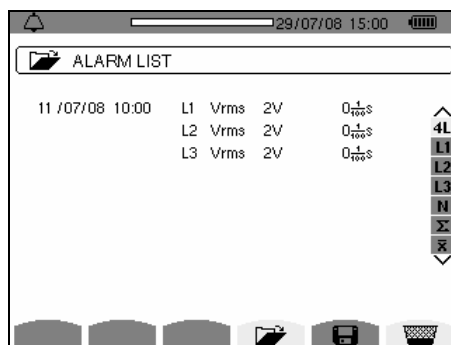 29/07/08 15:00
ALARM LIST
11 /07/08 10:00 L1 Vrms 2V 0 1/100 s
L2 Vrms 2V 0 1/100 s
L3 Vrms 2V 0 1/100 s
4L
L1
L2
L3
N
Σ
x̅